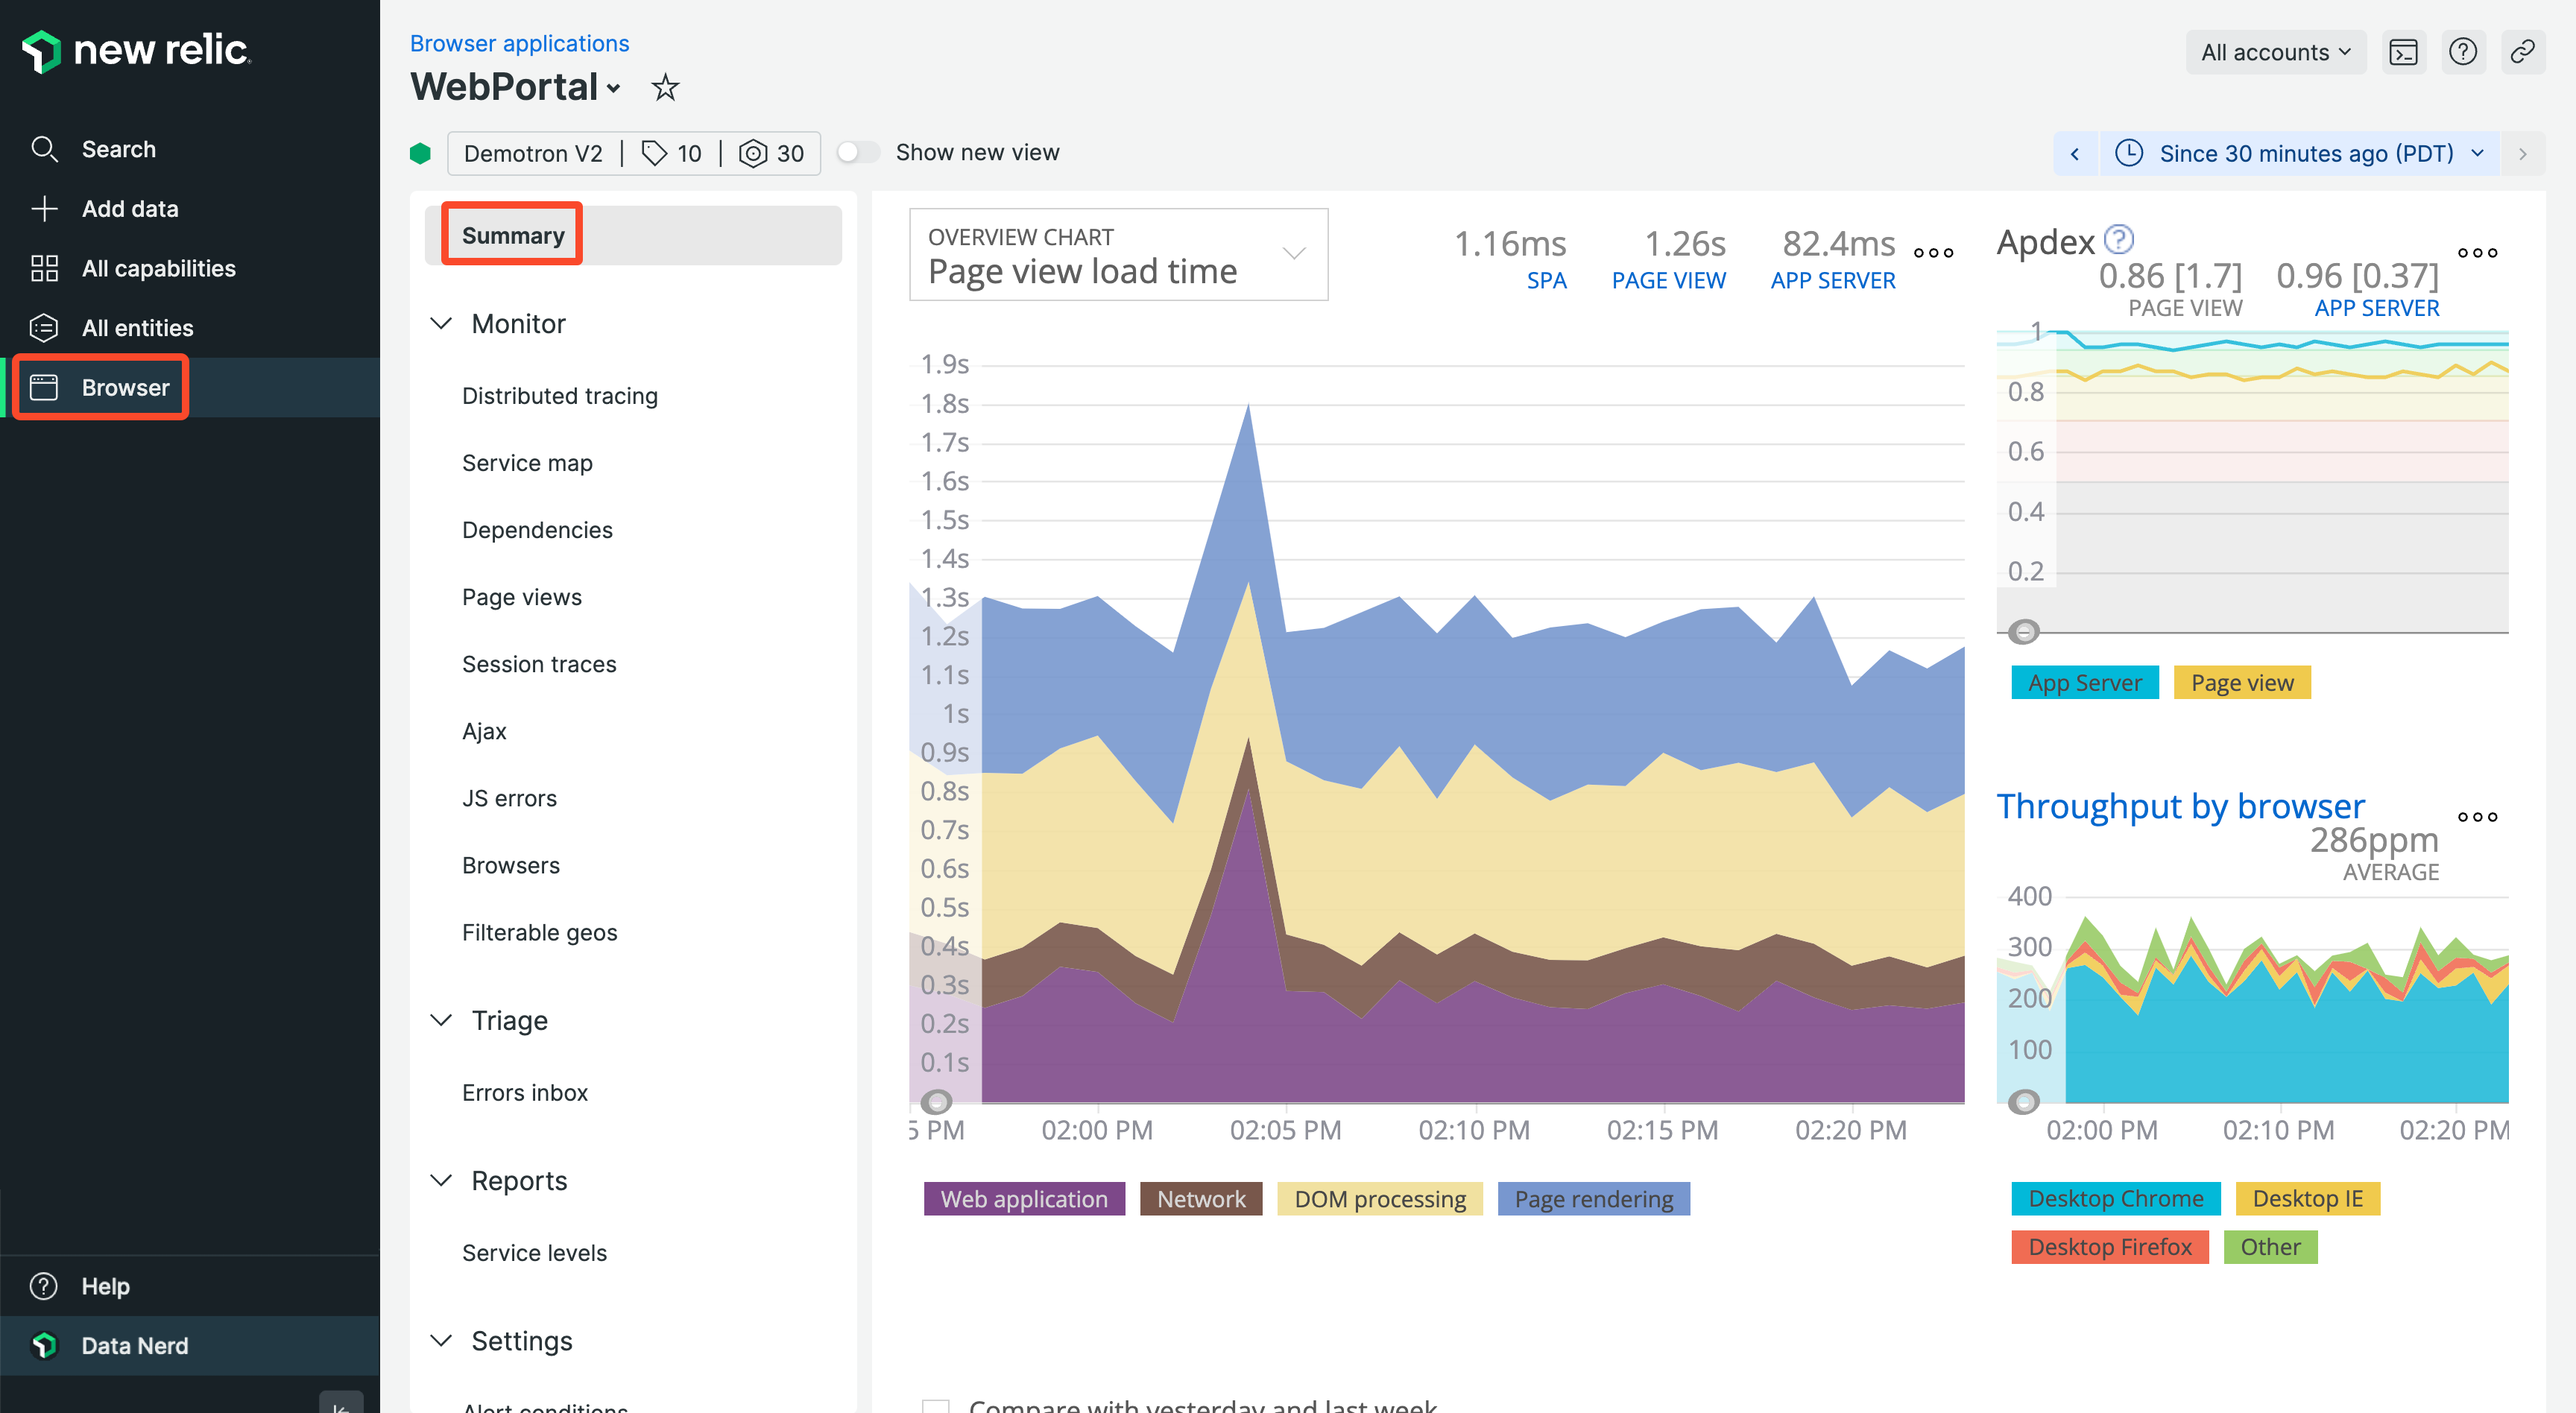 new relic.
Search
Add data
All capabilities
All entities
Browser
Help
Data Nerd
Browser applications
WebPortal
Demotron V2 | 10 | 30
Show new view
All accounts
Since 30 minutes ago (PDT)
Summary
Monitor
Distributed tracing
Service map
Dependencies
Page views
Session traces
Ajax
JS errors
Browsers
Filterable geos
Triage
Errors inbox
Reports
Service levels
Settings
Alert conditions
OVERVIEW CHART
Page view load time
1.16ms 1.26s 82.4ms
SPA PAGE VIEW APP SERVER
1.9s
1.8s
1.7s
1.6s
1.5s
1.4s
1.3s
1.2s
1.1s
1s
0.9s
0.8s
0.7s
0.6s
0.5s
0.4s
0.3s
0.2s
0.1s
5 PM 02:00 PM 02:05 PM 02:10 PM 02:15 PM 02:20 PM
Web application Network DOM processing Page rendering
Compare with yesterday and last week
Apdex ?
0.86 [1.7] 0.96 [0.37]
PAGE VIEW APP SERVER
1
0.8
0.6
0.4
0.2
App Server Page view
Throughput by browser
286ppm
AVERAGE
400
300
200
100
02:00 PM 02:10 PM 02:20 PM
Desktop Chrome Desktop IE
Desktop Firefox Other